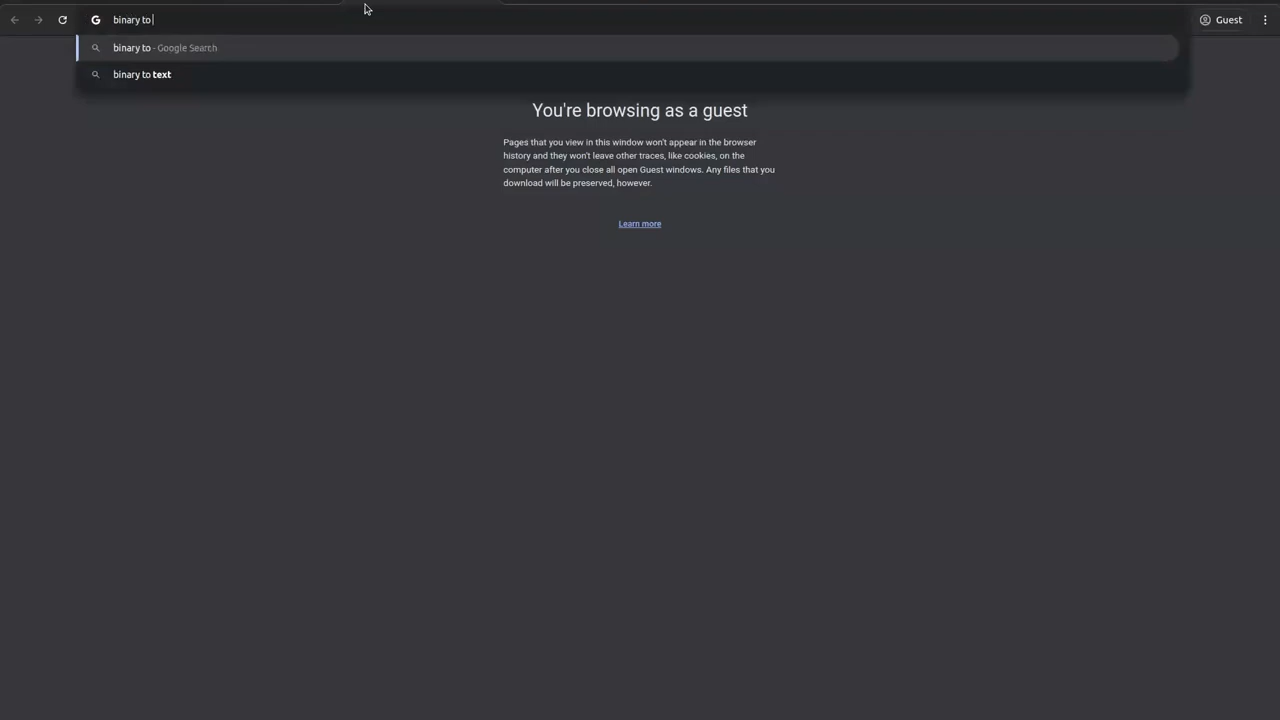 binary to
Guest
binary to - Google Search
binary to text
You're browsing as a guest
Pages that you view in this window won't appear in the browser
history and they won't leave other traces, like cookies, on the
computer after you close all open Guest windows. Any files that you
download will be preserved, however.
Learn more